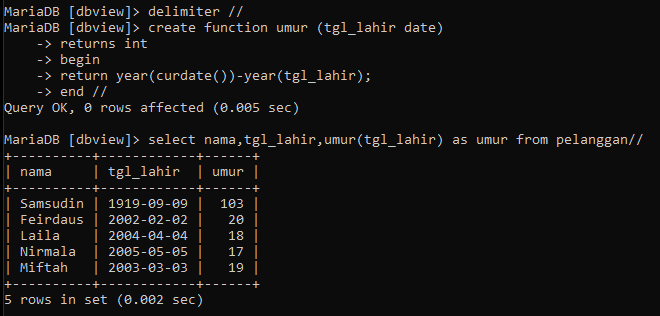 MariaDB [dbview]> delimiter //
MariaDB [dbview]> create function umur (tgl_lahir date)
    -> returns int
    -> begin
    -> return year(curdate())-year(tgl_lahir);
    -> end //
Query OK, 0 rows affected (0.005 sec)

MariaDB [dbview]> select nama,tgl_lahir,umur(tgl_lahir) as umur from pelanggan//
+----------+------------+------+
| nama     | tgl_lahir  | umur |
+----------+------------+------+
| Samsudin | 1919-09-09 |  103 |
| Feirdaus | 2002-02-02 |   20 |
| Laila    | 2004-04-04 |   18 |
| Nirmala  | 2005-05-05 |   17 |
| Miftah   | 2003-03-03 |   19 |
+----------+------------+------+
5 rows in set (0.002 sec)